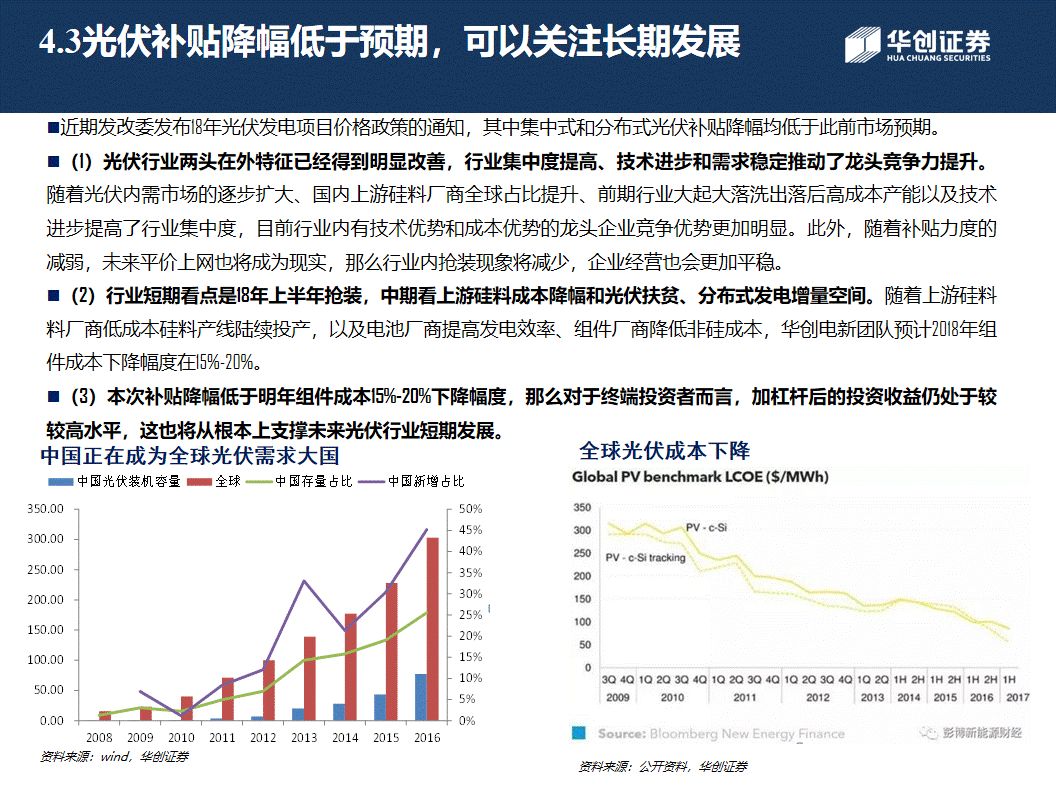 4.3光伏补贴降幅低于预期，可以关注长期发展
华创证券
HUA CHUANG SECURITIES
■近期发改委发布18年光伏发电项目价格政策的通知，其中集中式和分布式光伏补贴降幅均低于此前市场预期。
■（1）光伏行业两头在外特征已经得到明显改善，行业集中度提高、技术进步和需求稳定推动了龙头竞争力提升。
随着光伏内需市场的逐步扩大、国内上游硅料厂商全球占比提升、前期行业大起大落洗出落后高成本产能以及技术
进步提高了行业集中度，目前行业内有技术优势和成本优势的龙头企业竞争优势更加明显。此外，随着补贴力度的
减弱，未来平价上网也将成为现实，那么行业内抢装现象将减少，企业经营也会更加平稳。
■（2）行业短期看点是18年上半年抢装，中期看上游硅料成本降幅和光伏扶贫、分布式发电增量空间。随着上游硅料
料厂商低成本硅料产线陆续投产，以及电池厂商提高发电效率、组件厂商降低非硅成本，华创电新团队预计2018年组
件成本下降幅度在15%-20%。
■（3）本次补贴降幅低于明年组件成本15%-20%下降幅度，那么对于终端投资者而言，加杠杆后的投资收益仍处于较
较高水平，这也将从根本上支撑未来光伏行业短期发展。
中国正在成为全球光伏需求大国
中国光伏装机容量 全球 中国存量占比 中国新增占比
350.00 50%
300.00 45%
250.00 40%
200.00 35%
150.00 30%
100.00 25%
50.00 20%
0.00 15%
10%
5%
0%
2008 2009 2010 2011 2012 2013 2014 2015 2016
资料来源：wind，华创证券
全球光伏成本下降
Global PV benchmark LCOE ($/MWh)
350
300
250
200
150
100
50
0
PV - c-Si
PV - c-Si tracking
3Q 4Q 1Q 2Q 3Q 4Q 1Q 2Q 3Q 4Q 1Q 2Q 3Q 4Q 1Q 2Q 1H 2H 1H 2H 1H 2H 1H
2009 2010 2011 2012 2013 2014 2015 2016 2017
Source: Bloomberg New Energy Finance
彭博新能源财经
资料来源：公开资料，华创证券